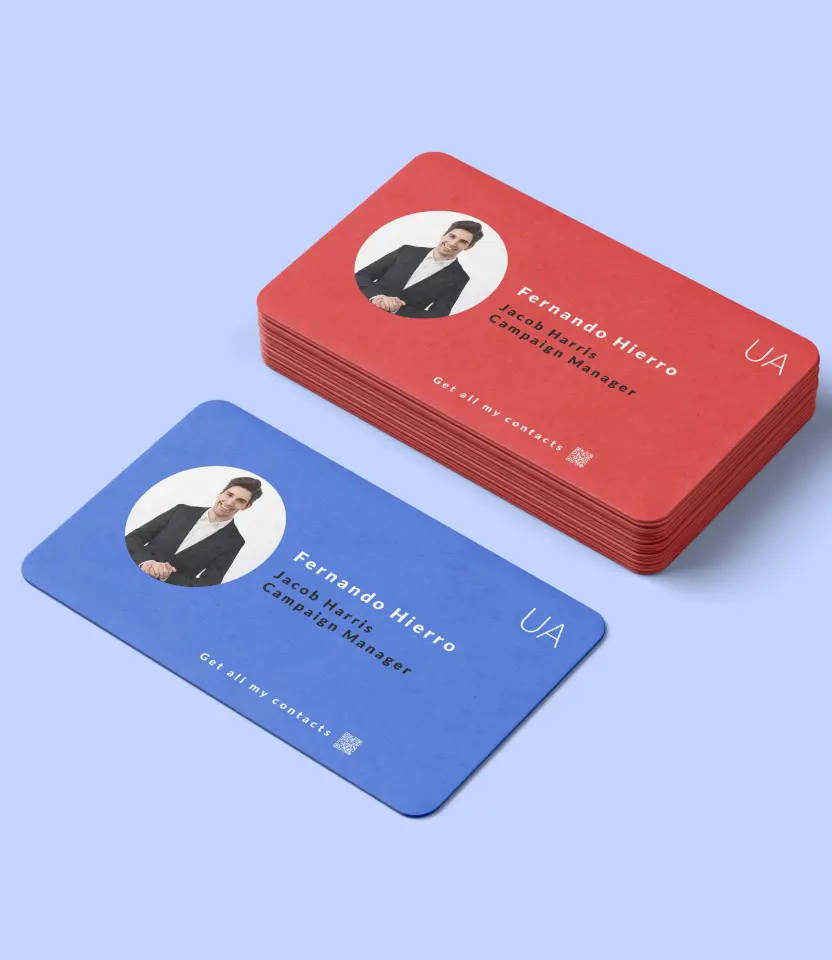 Fernando Hierro
Jacob Harris
Campaign Manager
UA
Get all my contacts
Fernando Hierro
Jacob Harris
Campaign Manager
UA
Get all my contacts